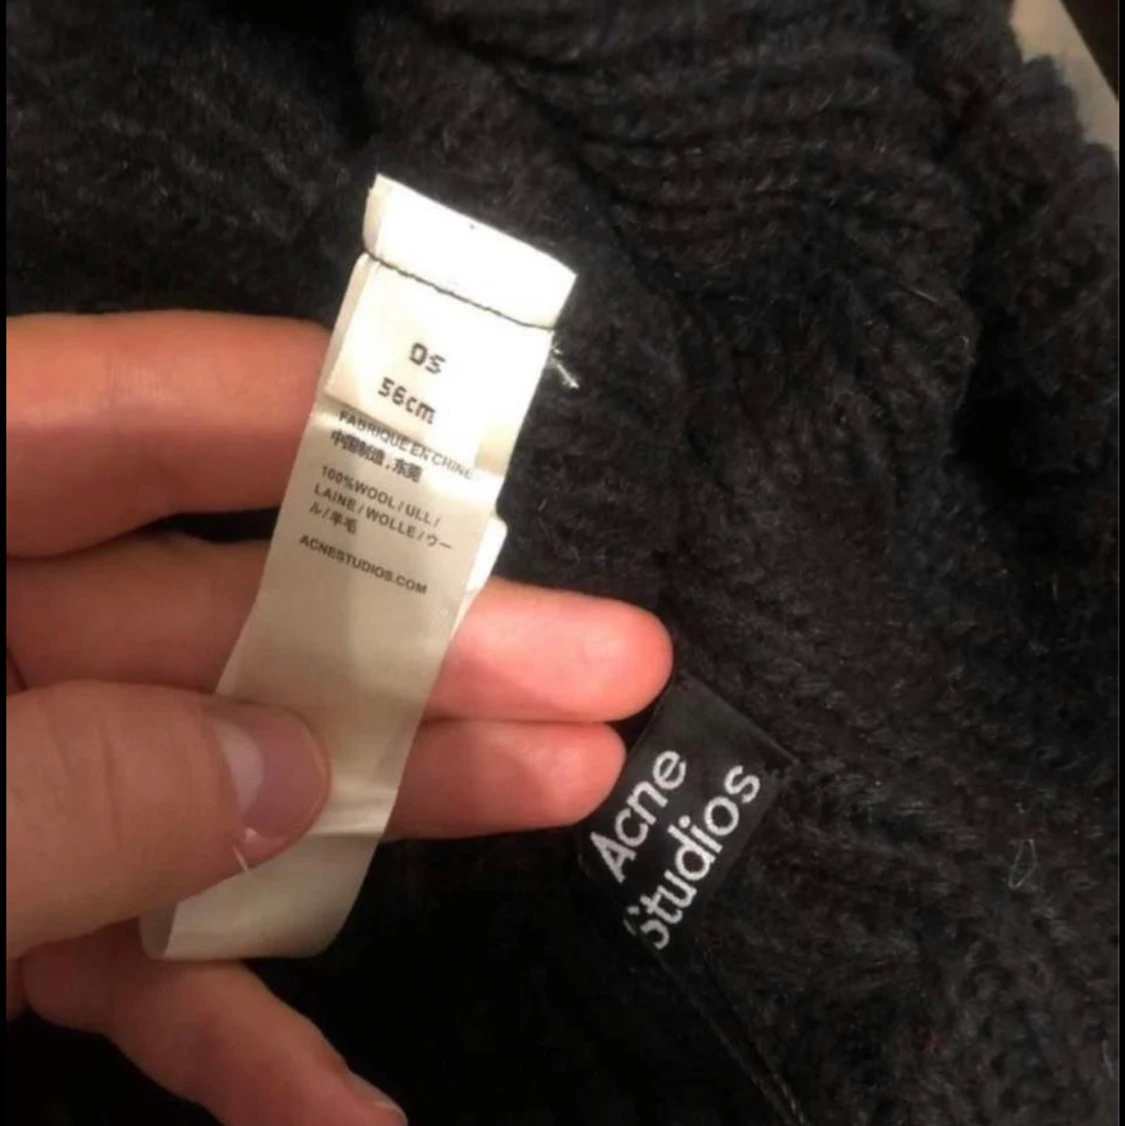 OS
56cm
FABRIQUE EN CHINE/
中国制造,东莞
100%WOOL/ULL/
LAINE/WOLLE/ウー
ル/羊毛
ACNESTUDIOS.COM
Acne
Studios